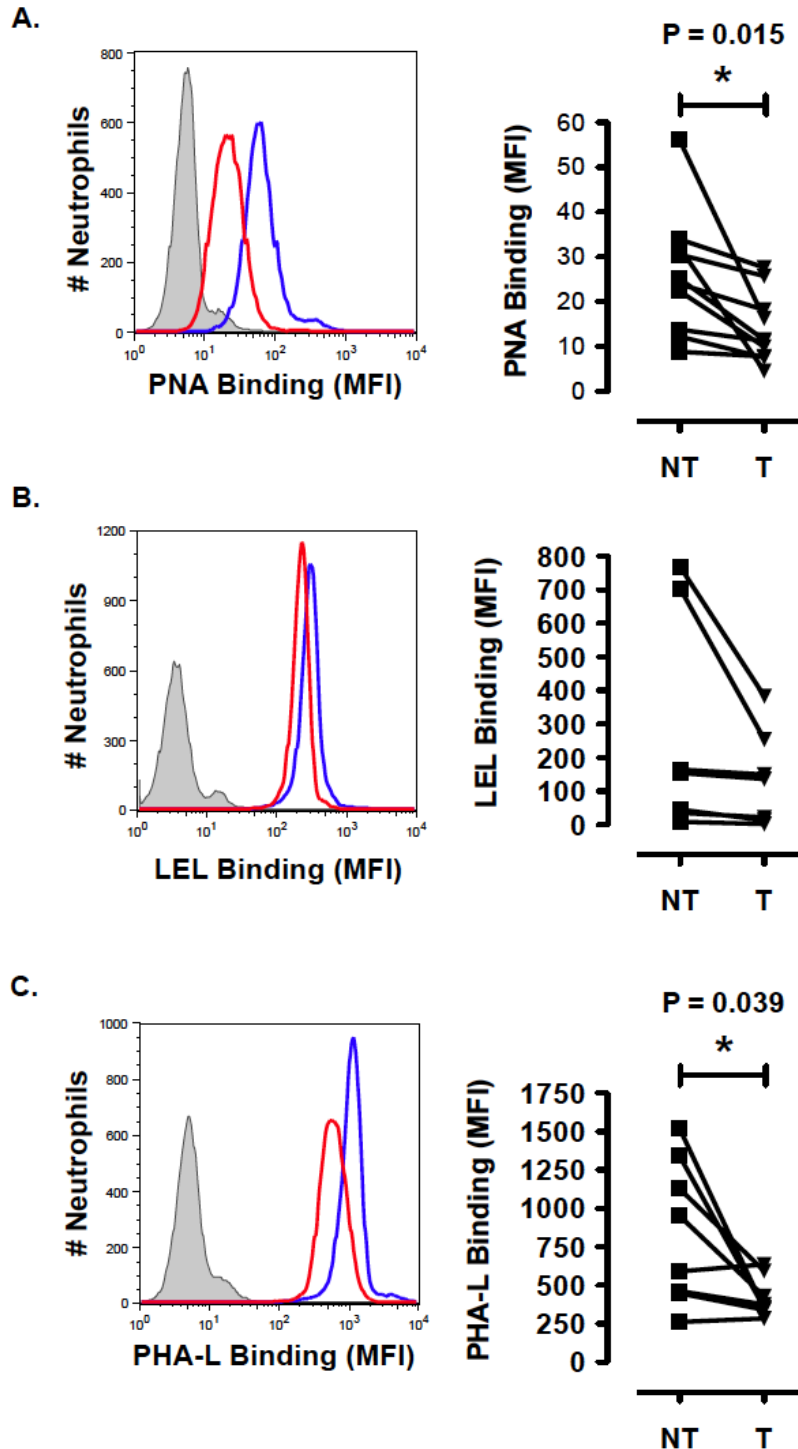 A.
P = 0.015
*
800
600
400
200
0
10^0 10^1 10^2 10^3 10^4
# Neutrophils
PNA Binding (MFI)
60
50
40
30
20
10
0
PNA Binding (MFI)
NT T
B.
1200
900
600
300
0
10^0 10^1 10^2 10^3 10^4
# Neutrophils
LEL Binding (MFI)
800
700
600
500
400
300
200
100
0
LEL Binding (MFI)
NT T
C.
P = 0.039
*
1000
800
600
400
200
0
10^0 10^1 10^2 10^3 10^4
# Neutrophils
PHA-L Binding (MFI)
1750
1500
1250
1000
750
500
250
0
PHA-L Binding (MFI)
NT T